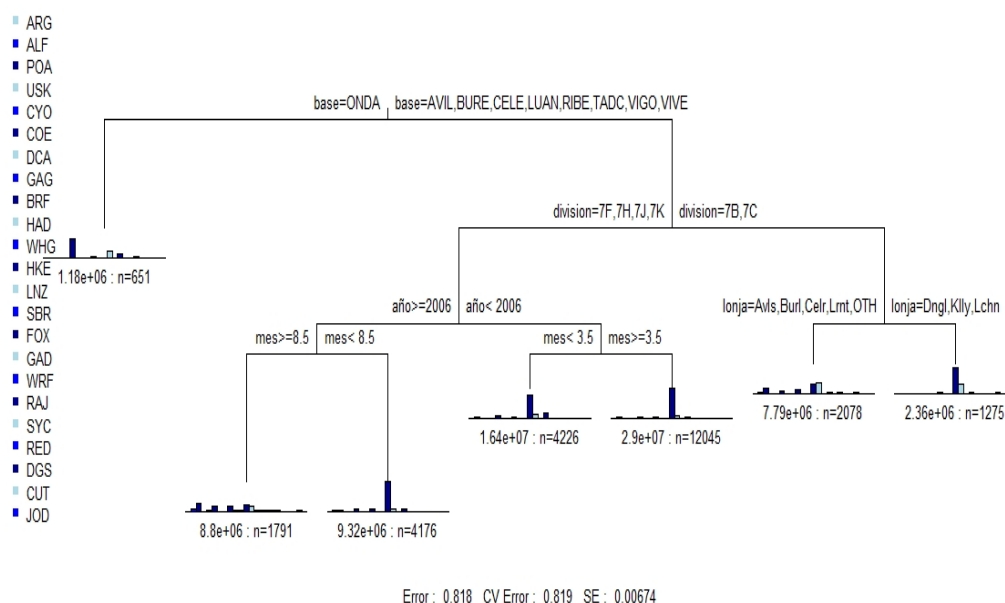 ARG
ALF
POA
USK
CYO
COE
DCA
GAG
BRF
HAD
WHG
HKE
LNZ
SBR
FOX
GAD
WRF
RAJ
SYC
RED
DGS
CUT
JOD
base=ONDA base=AVIL,BURE,CELE,LUAN,RIBE,TADC,VIGO,VIVE
division=7F,7H,7J,7K division=7B,7C
1.18e+06 : n=651
año>=2006 año< 2006
lonja=Avls,Burl,Celr,Lrnt,OTH lonja=Dngl,Klly,Lchn
mes>=8.5 mes< 8.5
mes< 3.5 mes>=3.5
7.79e+06 : n=2078
2.36e+06 : n=1275
1.64e+07 : n=4226
2.9e+07 : n=12045
8.8e+06 : n=1791
9.32e+06 : n=4176
Error : 0.818 CV Error : 0.819 SE : 0.00674